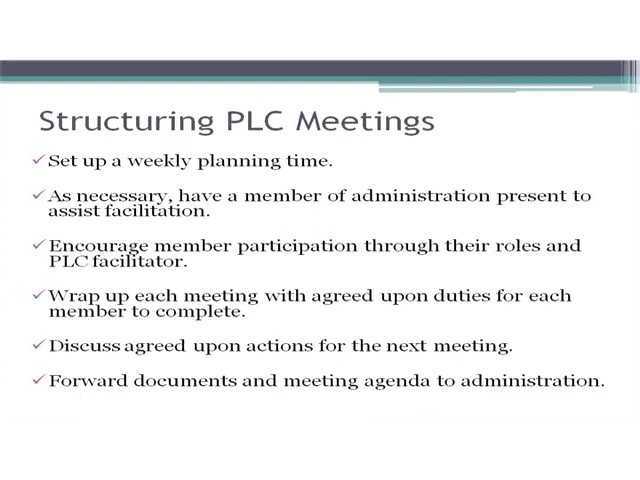 Structuring PLC Meetings
Set up a weekly planning time.
As necessary, have a member of administration present to
assist facilitation.
Encourage member participation through their roles and
PLC facilitator.
Wrap up each meeting with agreed upon duties for each
member to complete.
Discuss agreed upon actions for the next meeting.
Forward documents and meeting agenda to administration.